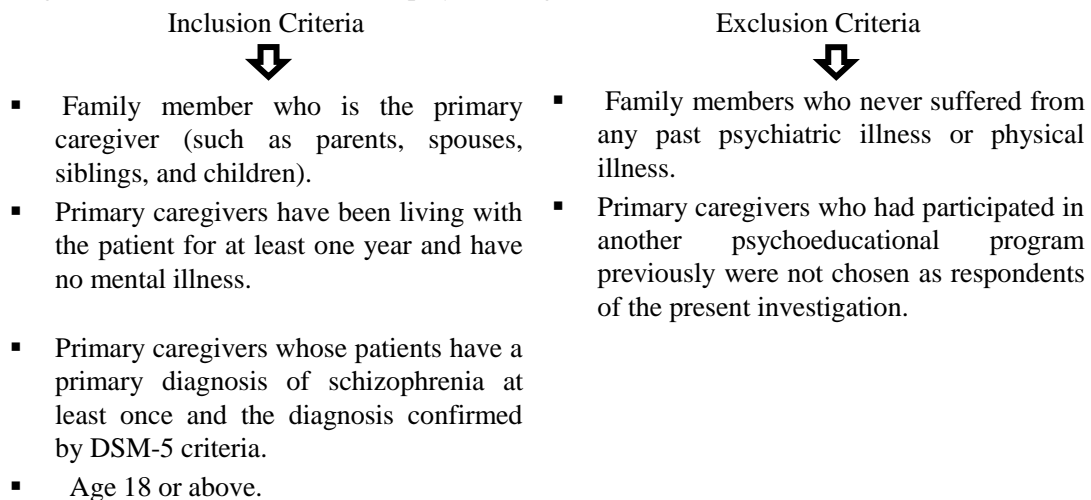 Inclusion Criteria
▪ Family member who is the primary
caregiver (such as parents, spouses,
siblings, and children).
▪ Primary caregivers have been living with
the patient for at least one year and have
no mental illness.
▪ Primary caregivers whose patients have a
primary diagnosis of schizophrenia at
least once and the diagnosis confirmed
by DSM-5 criteria.
▪ Age 18 or above.
Exclusion Criteria
▪ Family members who never suffered from
any past psychiatric illness or physical
illness.
▪ Primary caregivers who had participated in
another psychoeducational program
previously were not chosen as respondents
of the present investigation.